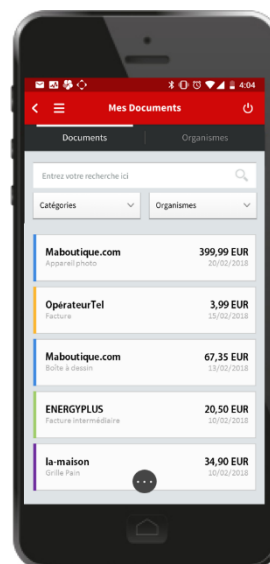 4:04
Mes Documents
Documents Organismes
Entrez votre recherche ici
Catégories Organismes
Maboutique.com 399,99 EUR
Appareil photo 20/02/2018
OpérateurTel 3,99 EUR
Facture 15/02/2018
Maboutique.com 67,35 EUR
Boîte à dessin 13/02/2018
ENERGYPLUS 20,50 EUR
Facture intermédiaire 10/02/2018
la-maison 34,90 EUR
Grille Pain 10/02/2018